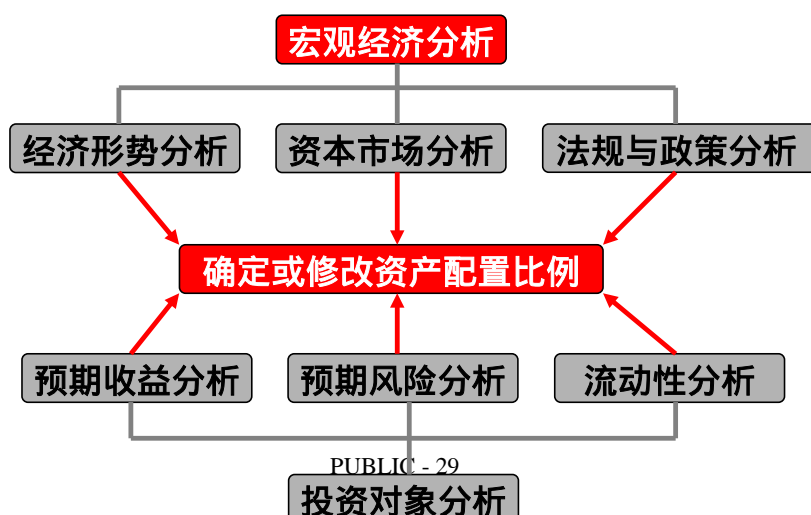 宏观经济分析
经济形势分析
资本市场分析
法规与政策分析
确定或修改资产配置比例
预期收益分析
预期风险分析
流动性分析
PUBLIC - 29
投资对象分析